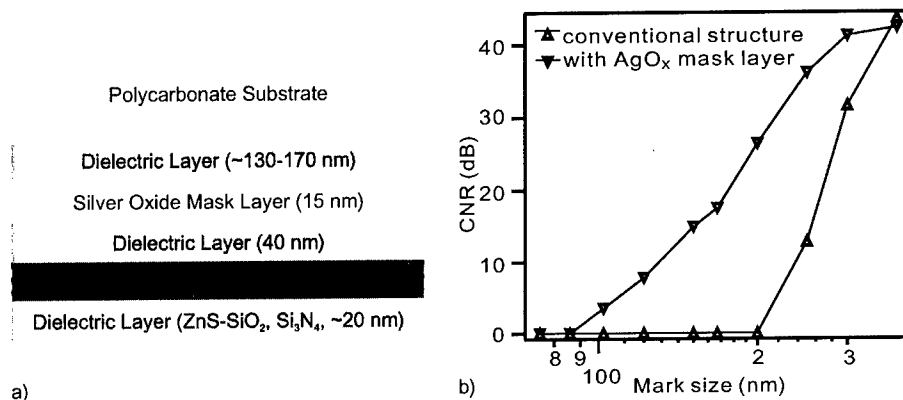 Polycarbonate Substrate
Dielectric Layer (~130-170 nm)
Silver Oxide Mask Layer (15 nm)
Dielectric Layer (40 nm)
Dielectric Layer (ZnS-SiO₂, Si₃N₄, ~20 nm)
a)
conventional structure
with AgOₓ mask layer
CNR (dB)
40
30
20
10
0
8 9 100 2 3
Mark size (nm)
b)